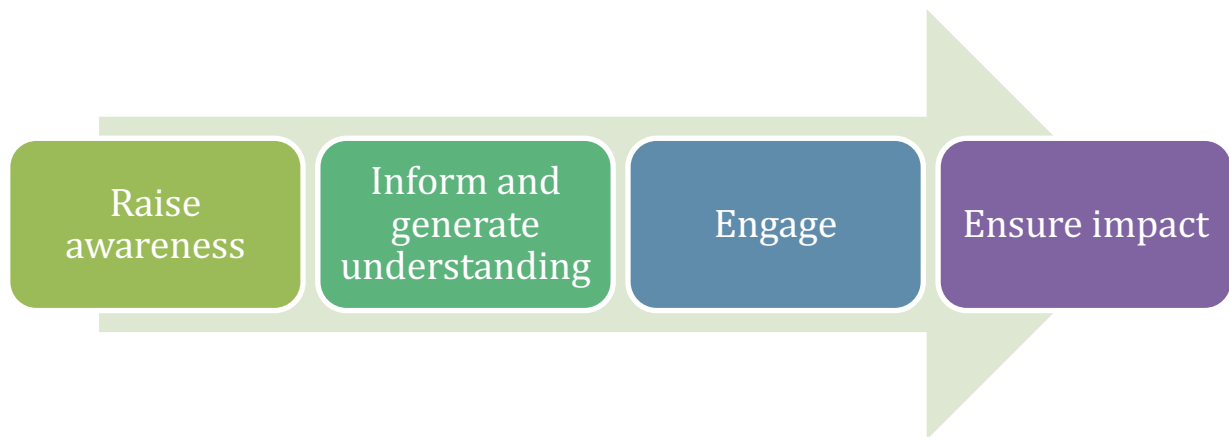 Raise
awareness
Inform and
generate
understanding
Engage
Ensure impact